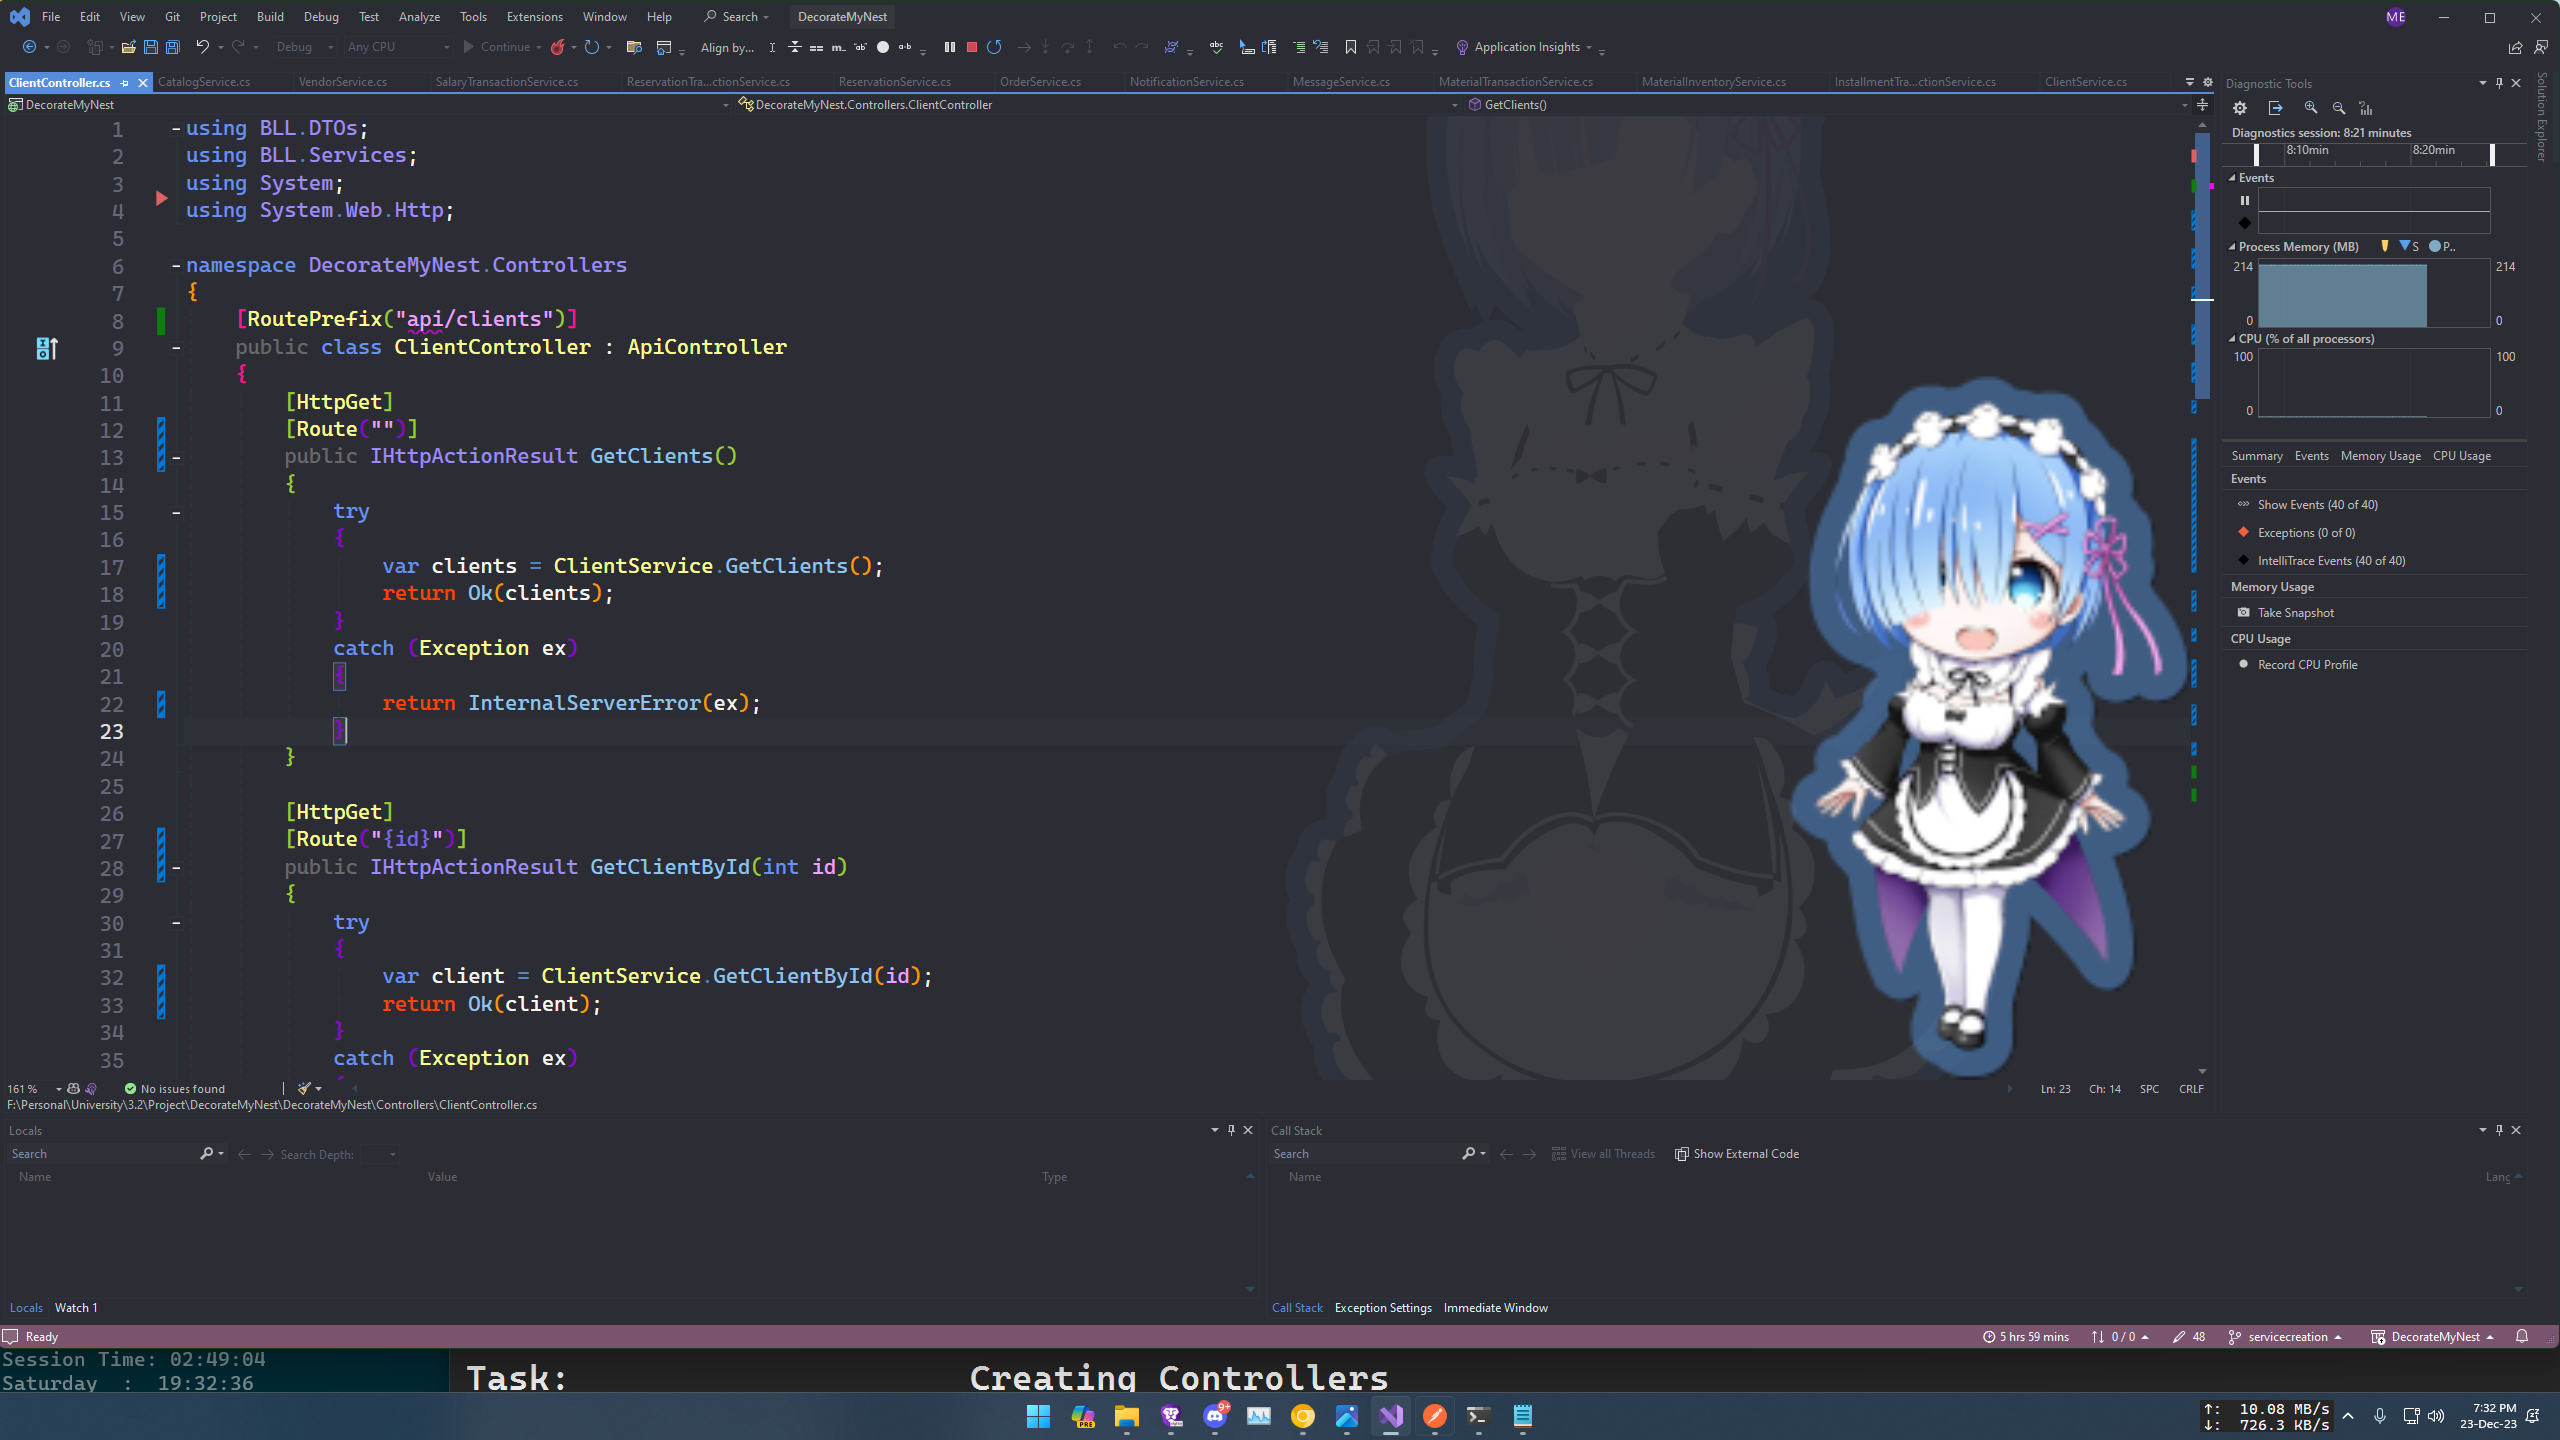 File Edit View Git Project Build Debug Test Analyze Tools Extensions Window Help Search DecorateMyNest ME
Debug Any CPU Continue Align by... Application Insights
ClientController.cs CatalogService.cs VendorService.cs SalaryTransactionService.cs ReservationTra...ctionService.cs ReservationService.cs OrderService.cs NotificationService.cs MessageService.cs MaterialTransactionService.cs MaterialInventoryService.cs InstallmentTra...ctionService.cs ClientService.cs
DecorateMyNest DecorateMyNest.Controllers.ClientController GetClients()
1 using BLL.DTOs;
2 using BLL.Services;
3 using System;
4 using System.Web.Http;
5
6 namespace DecorateMyNest.Controllers
7 {
8 [RoutePrefix("api/clients")]
9 public class ClientController : ApiController
10 {
11 [HttpGet]
12 [Route("")]
13 public IHttpActionResult GetClients()
14 {
15 try
16 {
17 var clients = ClientService.GetClients();
18 return Ok(clients);
19 }
20 catch (Exception ex)
21 {
22 return InternalServerError(ex);
23 }
24 }
25
26 [HttpGet]
27 [Route("{id}")]
28 public IHttpActionResult GetClientById(int id)
29 {
30 try
31 {
32 var client = ClientService.GetClientById(id);
33 return Ok(client);
34 }
35 catch (Exception ex)
161 % No issues found Ln: 23 Ch: 14 SPC CRLF
F:\Personal\University\3.2\Project\DecorateMyNest\DecorateMyNest\Controllers\ClientController.cs
Diagnostic Tools
Solution Explorer
Diagnostics session: 8:21 minutes
8:10min 8:20min
Events
Process Memory (MB) S P..
214 214
0 0
CPU (% of all processors)
100 100
0 0
Summary Events Memory Usage CPU Usage
Events
Show Events (40 of 40)
Exceptions (0 of 0)
IntelliTrace Events (40 of 40)
Memory Usage
Take Snapshot
CPU Usage
Record CPU Profile
Locals
Search Search Depth:
Name Value Type
Locals Watch 1
Call Stack
Search View all Threads Show External Code
Name Lang
Call Stack Exception Settings Immediate Window
Ready 5 hrs 59 mins 0 / 0 48 servicecreation DecorateMyNest
Session Time: 02:49:04
Saturday : 19:32:36
Task: Creating Controllers
PRE 9+
↑: 10.08 MB/s
↓: 726.3 KB/s
7:32 PM
23-Dec-23